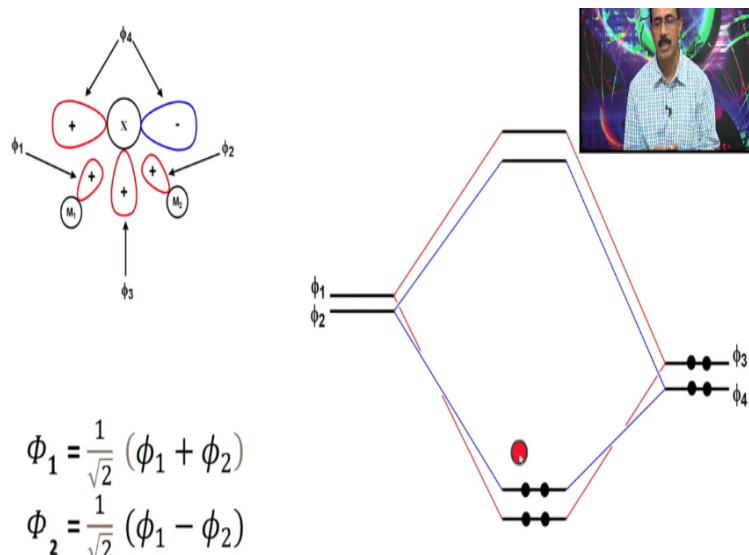 ϕ₄
+ X -
ϕ₁ + + + ϕ₂
M₁ M₂
ϕ₃
ϕ₁
ϕ₂
ϕ₃
ϕ₄
Φ₁ = 1/√2 (ϕ₁ + ϕ₂)
Φ₂ = 1/√2 (ϕ₁ − ϕ₂)